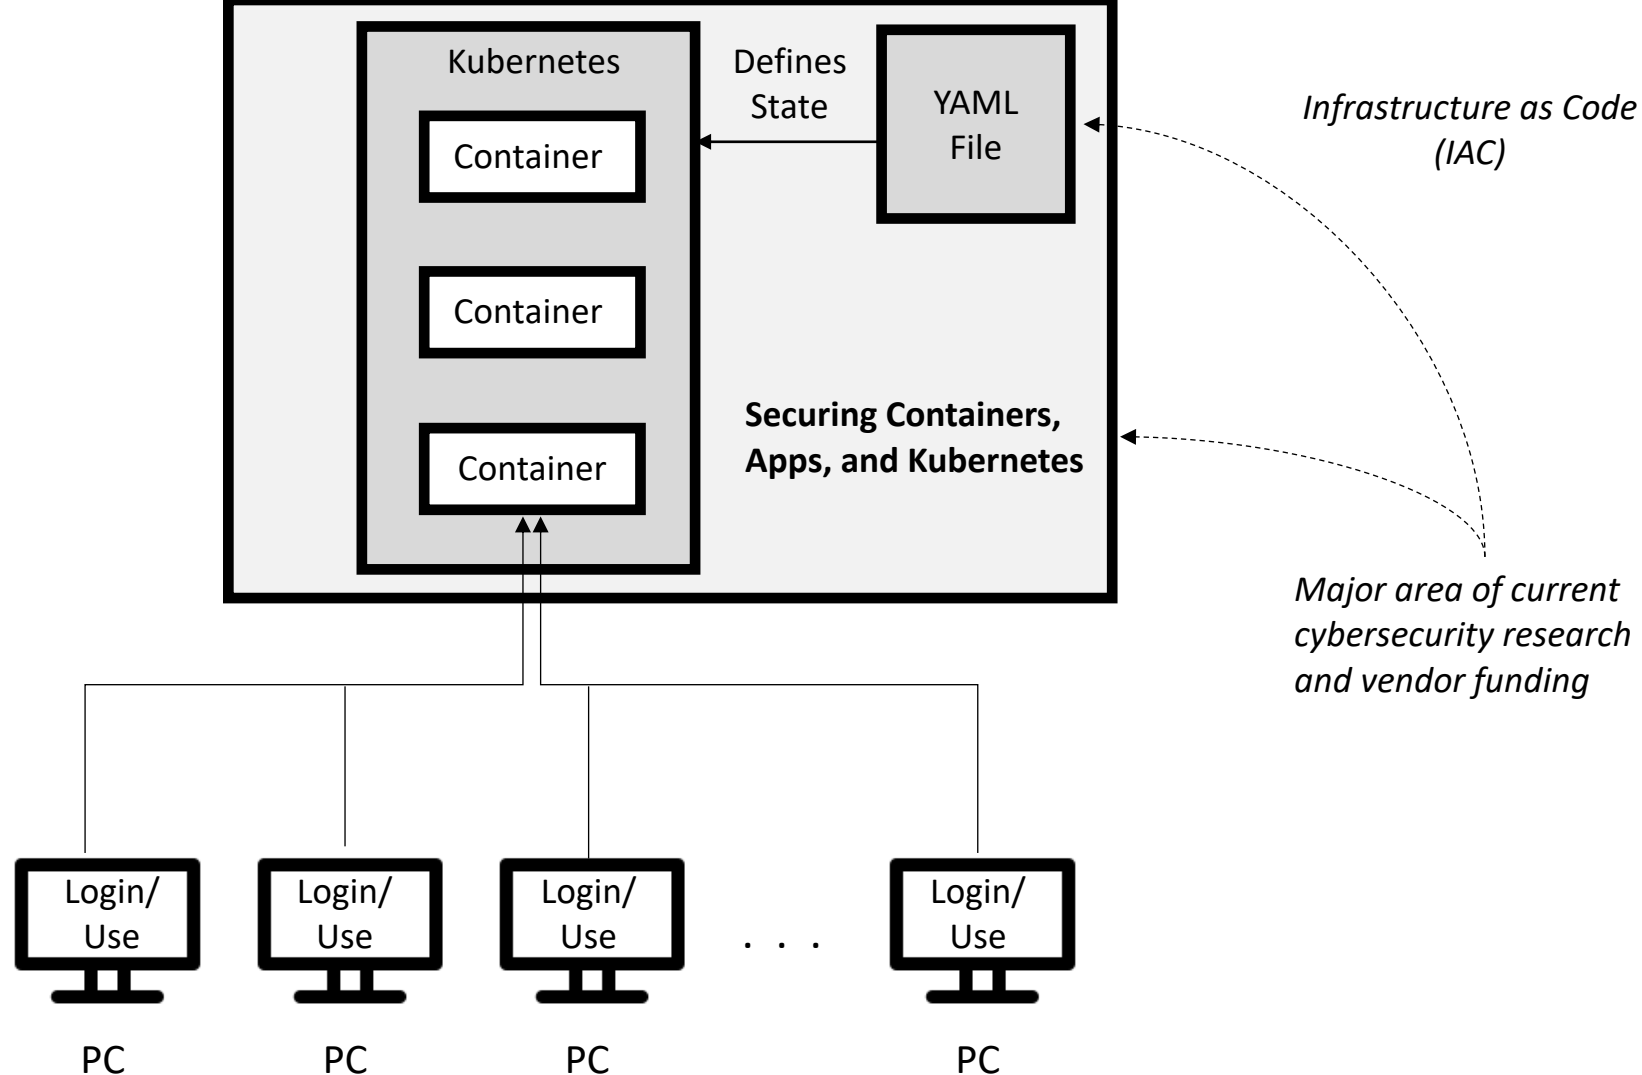 Kubernetes
Defines
State
YAML
File
Infrastructure as Code
(IAC)
Container
Container
Container
Securing Containers,
Apps, and Kubernetes
Major area of current
cybersecurity research
and vendor funding
Login/
Use
Login/
Use
Login/
Use
. . .
Login/
Use
PC
PC
PC
PC